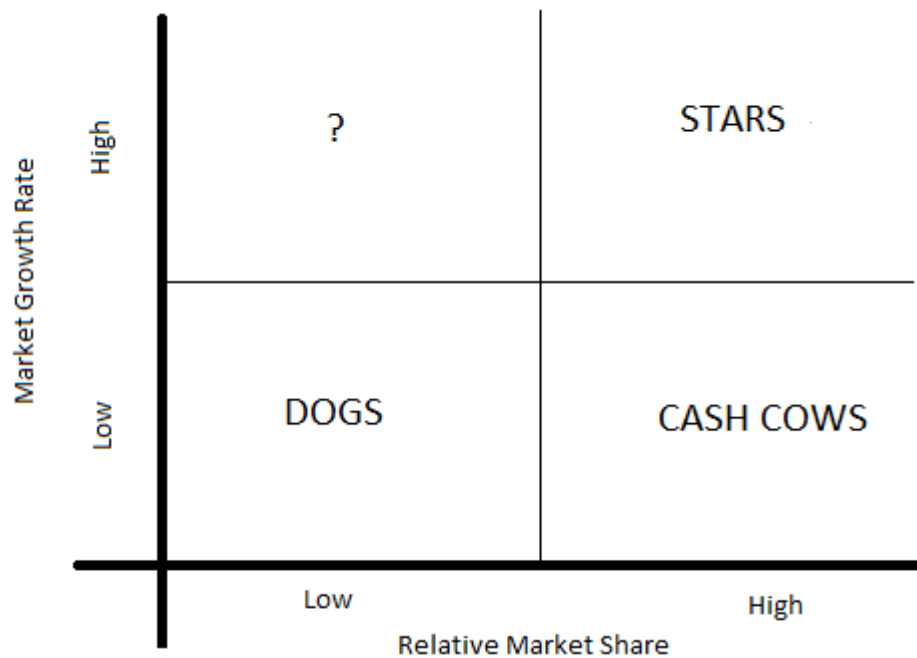 ?
STARS
High
Market Growth Rate
DOGS
CASH COWS
Low
Low
High
Relative Market Share